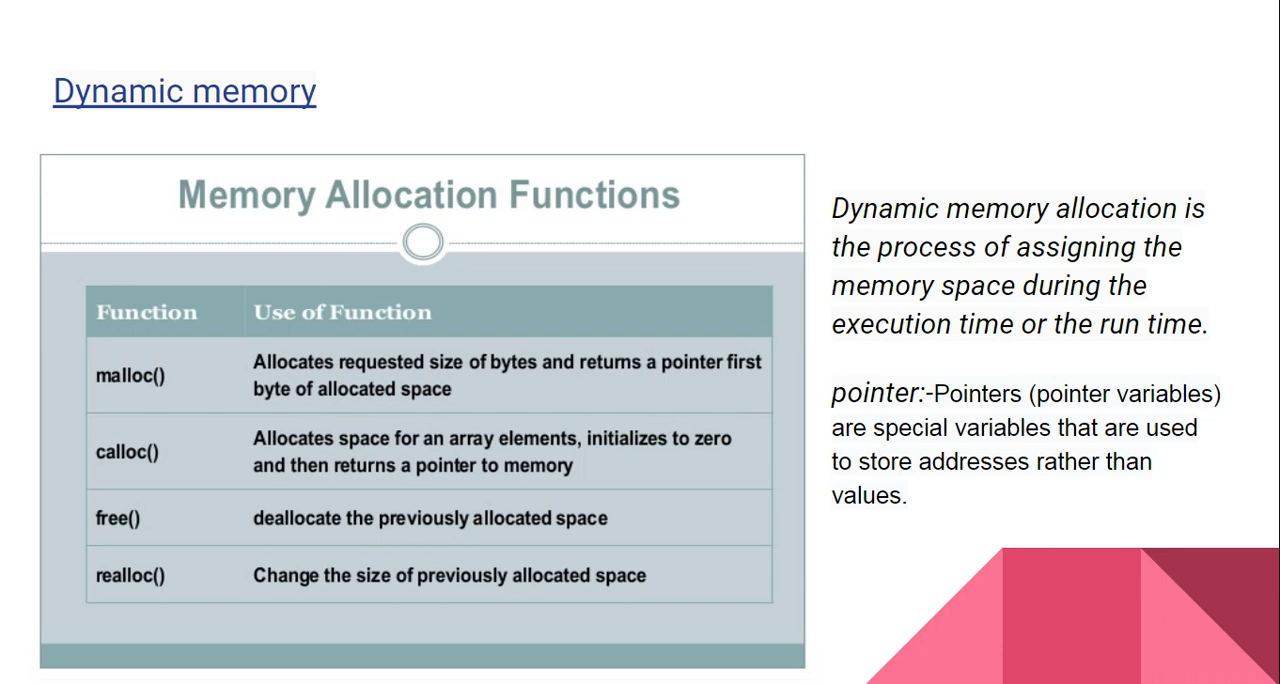 Dynamic memory
Memory Allocation Functions
Function Use of Function
malloc() Allocates requested size of bytes and returns a pointer first
byte of allocated space
calloc() Allocates space for an array elements, initializes to zero
and then returns a pointer to memory
free() deallocate the previously allocated space
realloc() Change the size of previously allocated space
Dynamic memory allocation is
the process of assigning the
memory space during the
execution time or the run time.
pointer:-Pointers (pointer variables)
are special variables that are used
to store addresses rather than
values.